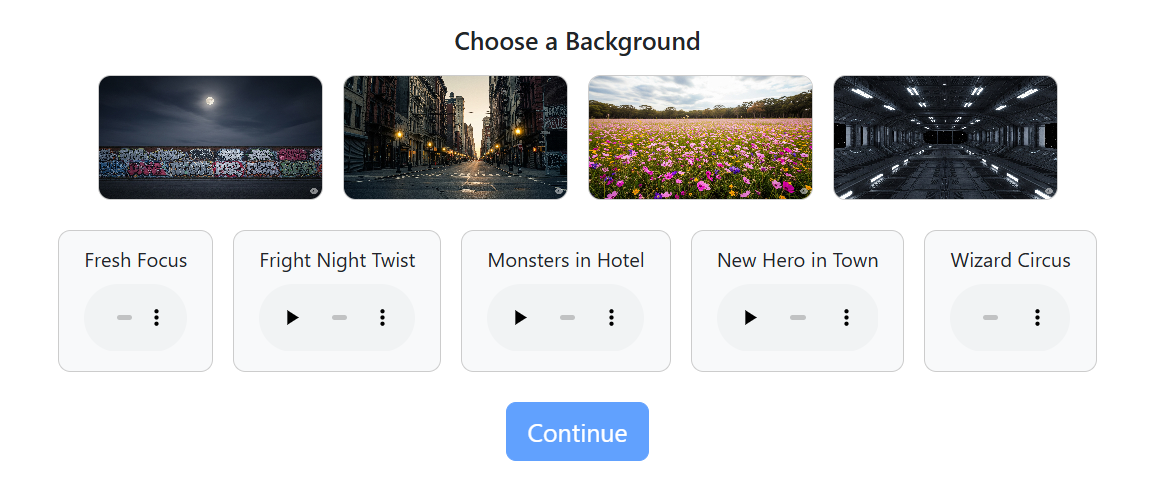 Choose a Background
Fresh Focus
Fright Night Twist
Monsters in Hotel
New Hero in Town
Wizard Circus
Continue